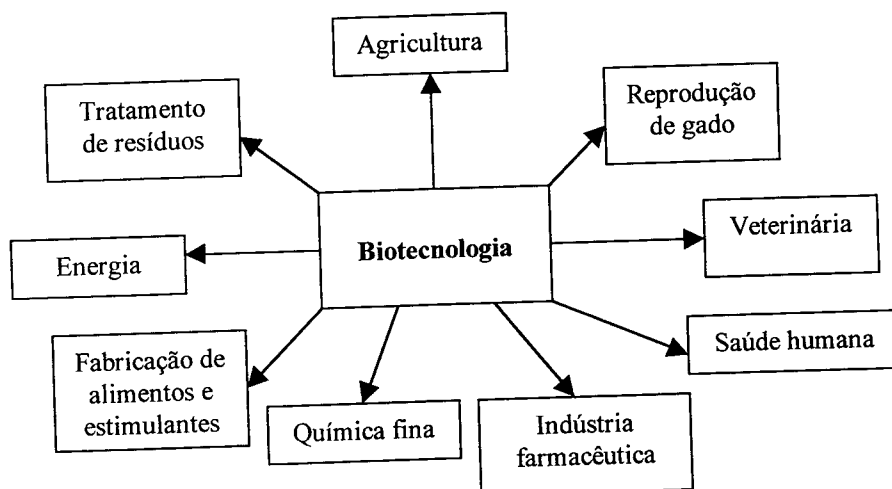 Agricultura
Tratamento
de resíduos
Reprodução
de gado
Biotecnologia
Veterinária
Energia
Saúde humana
Fabricação de
alimentos e
estimulantes
Química fina
Indústria
farmacêutica